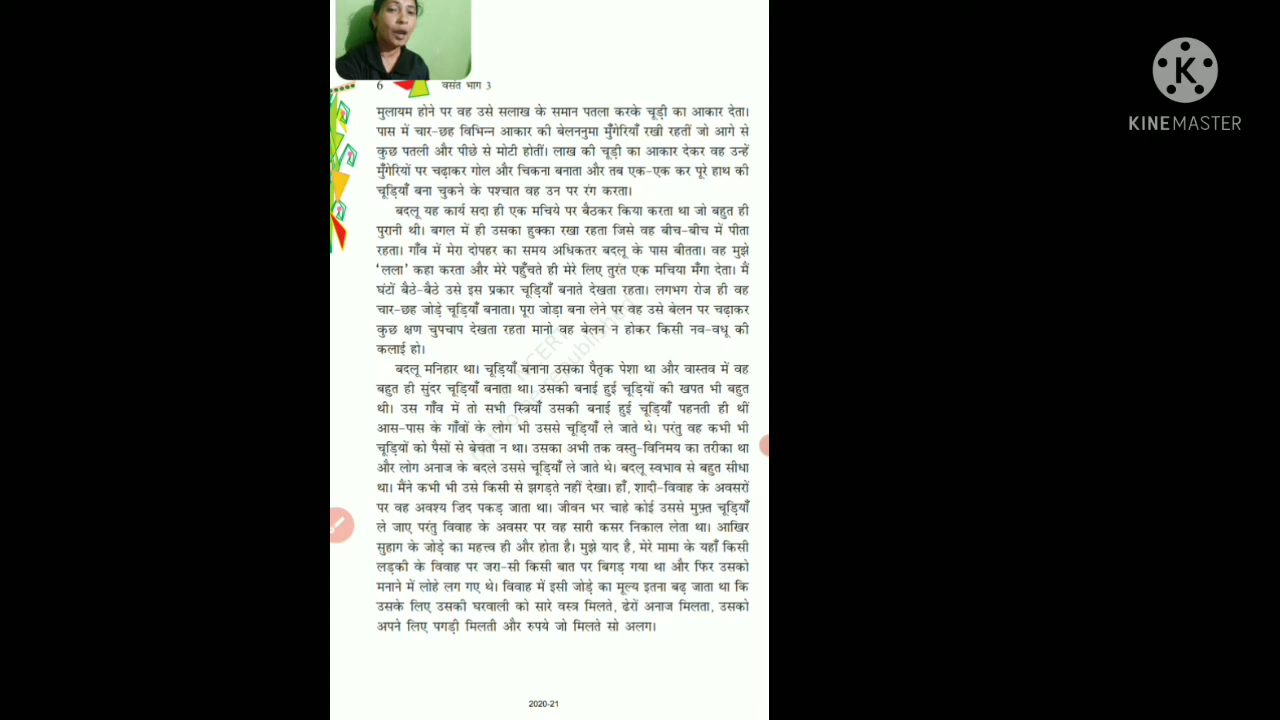 6 वसंत भाग 3
मुलायम होने पर वह उसे सलाख के समान पतला करके चूड़ी का आकार देता।
पास में चार-छह विभिन्न आकार की बेलननुमा मुँगेरियाँ रखी रहतीं जो आगे से
कुछ पतली और पीछे से मोटी होतीं। लाख की चूड़ी का आकार देकर वह उन्हें
मुँगेरियों पर चढ़ाकर गोल और चिकना बनाता और तब एक-एक कर पूरे हाथ की
चूड़ियाँ बना चुकने के पश्चात वह उन पर रंग करता।
बदलू यह कार्य सदा ही एक मचिये पर बैठकर किया करता था जो बहुत ही
पुरानी थी। बगल में ही उसका हुक्का रखा रहता जिसे वह बीच-बीच में पीता
रहता। गाँव में मेरा दोपहर का समय अधिकतर बदलू के पास बीतता। वह मुझे
'लला' कहा करता और मेरे पहुँचते ही मेरे लिए तुरंत एक मचिया मँगा देता। मैं
घंटों बैठे-बैठे उसे इस प्रकार चूड़ियाँ बनाते देखता रहता। लगभग रोज ही वह
चार-छह जोड़े चूड़ियाँ बनाता। पूरा जोड़ा बना लेने पर वह उसे बेलन पर चढ़ाकर
कुछ क्षण चुपचाप देखता रहता मानो वह बेलन न होकर किसी नव-वधू की
कलाई हो।
बदलू मनिहार था। चूड़ियाँ बनाना उसका पैतृक पेशा था और वास्तव में वह
बहुत ही सुंदर चूड़ियाँ बनाता था। उसकी बनाई हुई चूड़ियों की खपत भी बहुत
थी। उस गाँव में तो सभी स्त्रियाँ उसकी बनाई हुई चूड़ियाँ पहनती ही थीं
आस-पास के गाँवों के लोग भी उससे चूड़ियाँ ले जाते थे। परंतु वह कभी भी
चूड़ियों को पैसों से बेचता न था। उसका अभी तक वस्तु-विनिमय का तरीका था
और लोग अनाज के बदले उससे चूड़ियाँ ले जाते थे। बदलू स्वभाव से बहुत सीधा
था। मैंने कभी भी उसे किसी से झगड़ते नहीं देखा। हाँ, शादी-विवाह के अवसरों
पर वह अवश्य ज़िद पकड़ जाता था। जीवन भर चाहे कोई उससे मुफ़्त चूड़ियाँ
ले जाए परंतु विवाह के अवसर पर वह सारी कसर निकाल लेता था। आखिर
सुहाग के जोड़े का महत्त्व ही और होता है। मुझे याद है, मेरे मामा के यहाँ किसी
लड़की के विवाह पर जरा-सी किसी बात पर बिगड़ गया था और फिर उसको
मनाने में लोहे लग गए थे। विवाह में इसी जोड़े का मूल्य इतना बढ़ जाता था कि
उसके लिए उसकी घरवाली को सारे वस्त्र मिलते, ढेरों अनाज मिलता, उसको
अपने लिए पगड़ी मिलती और रुपये जो मिलते सो अलग।
2020-21
K
KINEMASTER